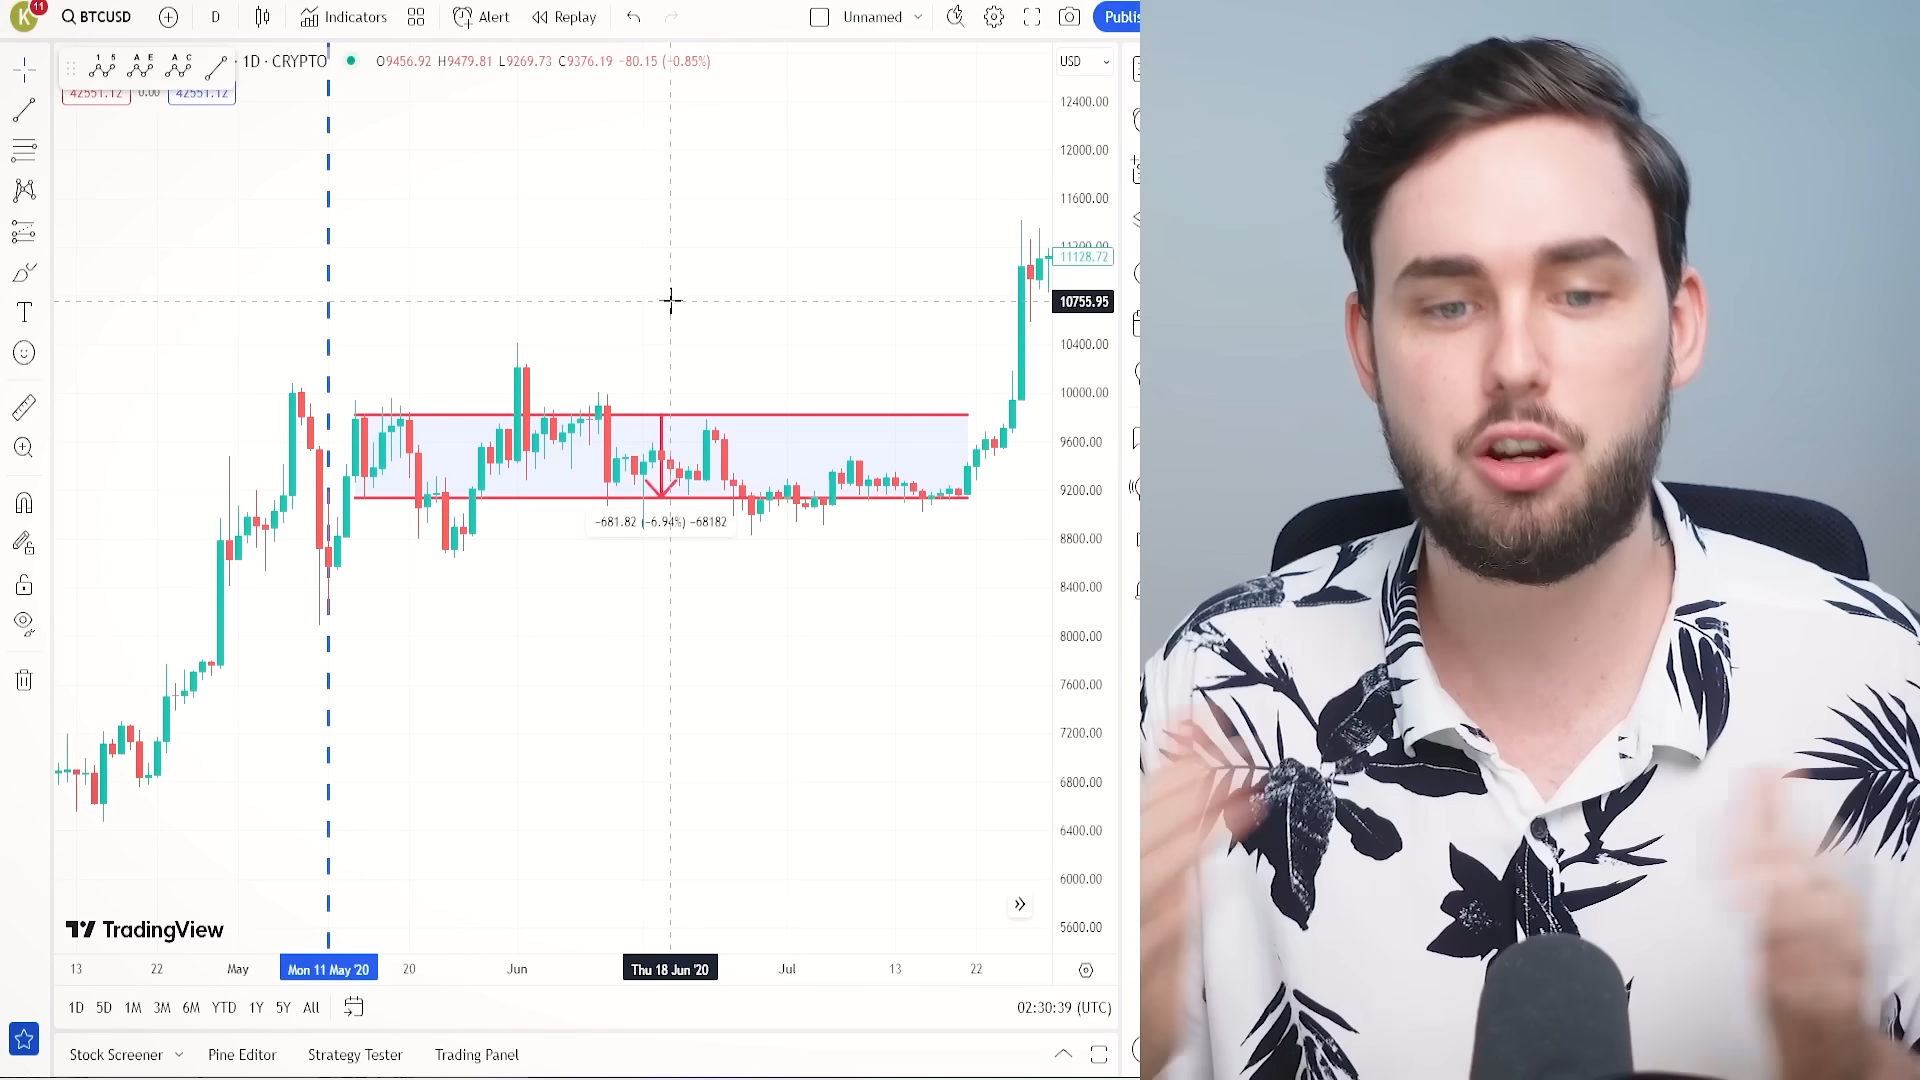 K 11 BTCUSD D Indicators Alert Replay Unnamed Publis
1 5 A E A C 1D · CRYPTO O9456.92 H9479.81 L9269.73 C9376.19 −80.15 (−0.85%) USD
42551.12 0.00 42551.12
12400.00
12000.00
11600.00
11200.00
11128.72
10755.95
10400.00
10000.00
9600.00
9200.00
−681.82 (−6.94%) −68182
8800.00
8400.00
8000.00
7600.00
7200.00
6800.00
6400.00
6000.00
5600.00
TradingView
13 22 May Mon 11 May '20 20 Jun Thu 18 Jun '20 Jul 13 22
1D 5D 1M 3M 6M YTD 1Y 5Y All 02:30:39 (UTC)
Stock Screener Pine Editor Strategy Tester Trading Panel